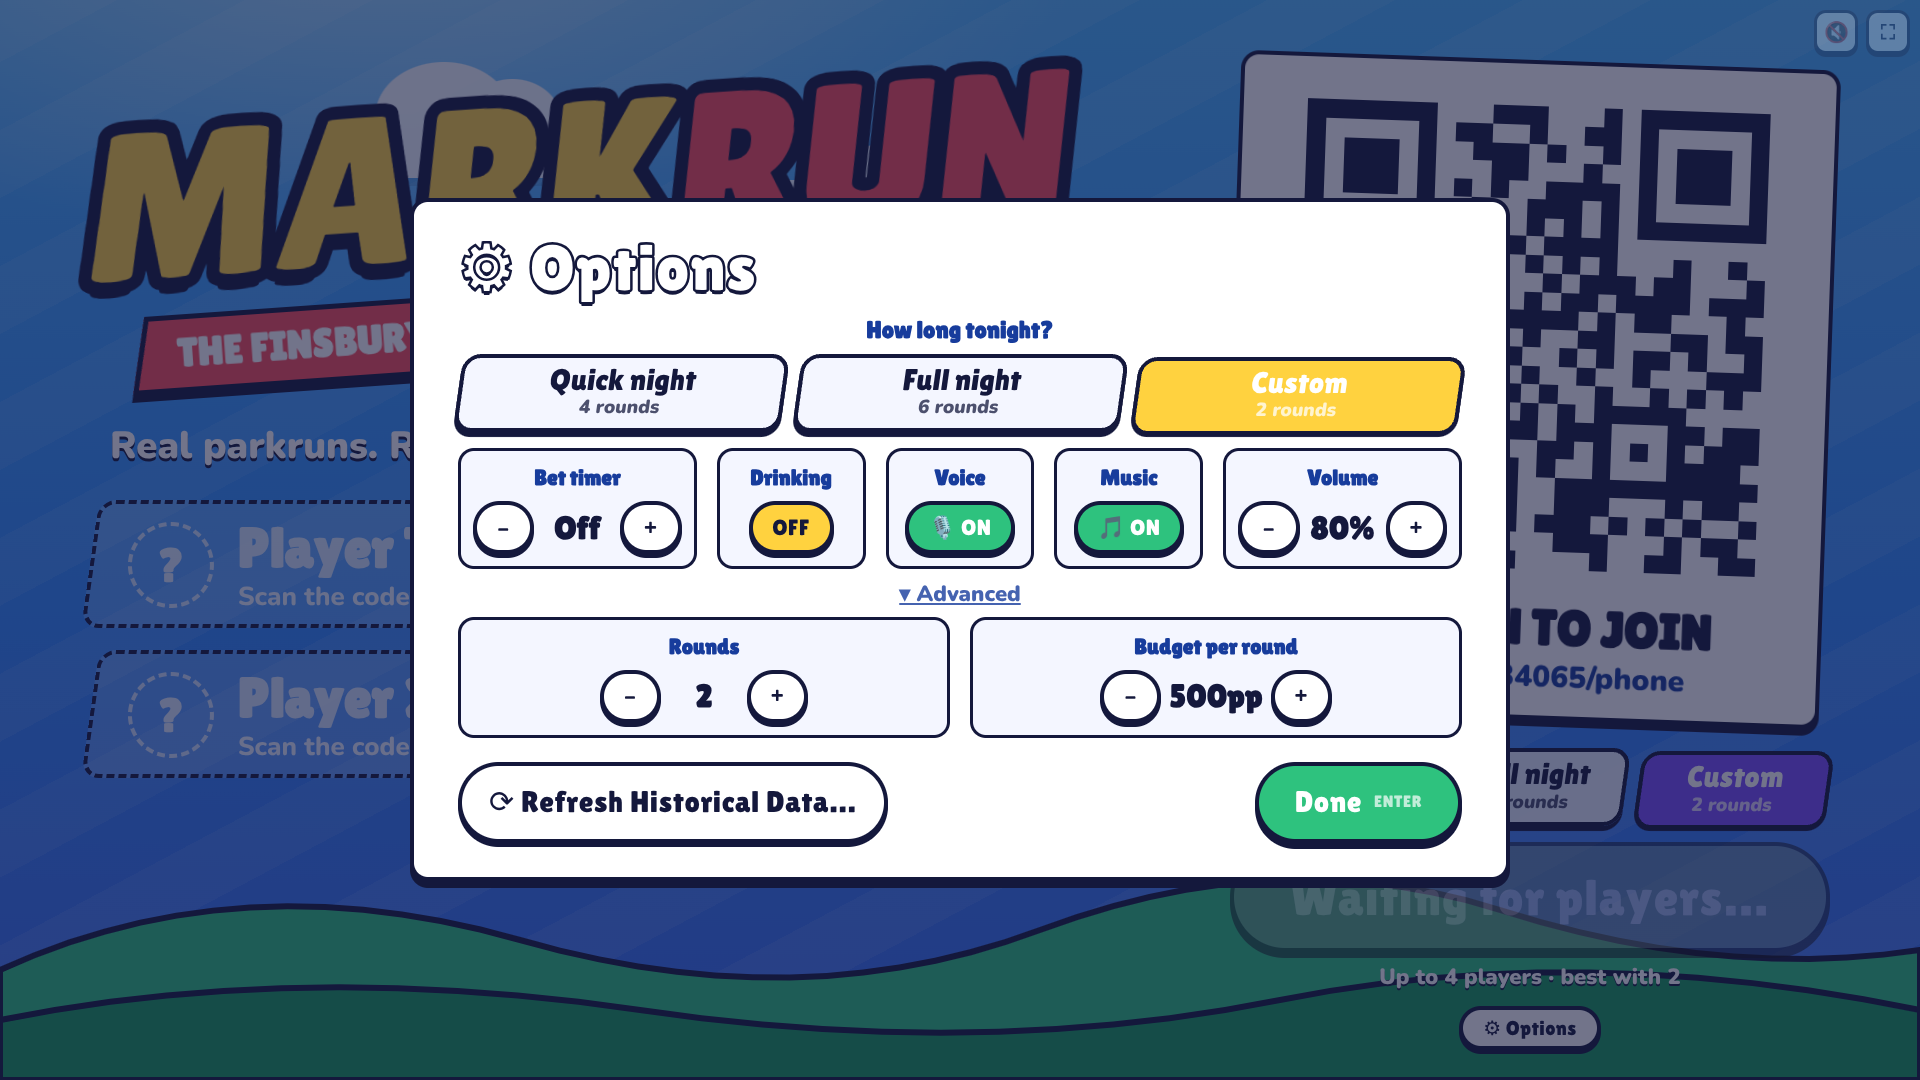 MARKRUN
THE FINSBURY
Real parkruns. R
Player
Scan the code
Player
Scan the code
⚙ Options
How long tonight?
Quick night
4 rounds
Full night
6 rounds
Custom
2 rounds
Bet timer
– Off +
Drinking
OFF
Voice
🎙️ ON
Music
🎵 ON
Volume
– 80% +
▾ Advanced
Rounds
– 2 +
Budget per round
– 500pp +
⟳ Refresh Historical Data...
Done ENTER
TO JOIN
4065/phone
night
rounds
Custom
2 rounds
Waiting for players...
Up to 4 players · best with 2
⚙ Options